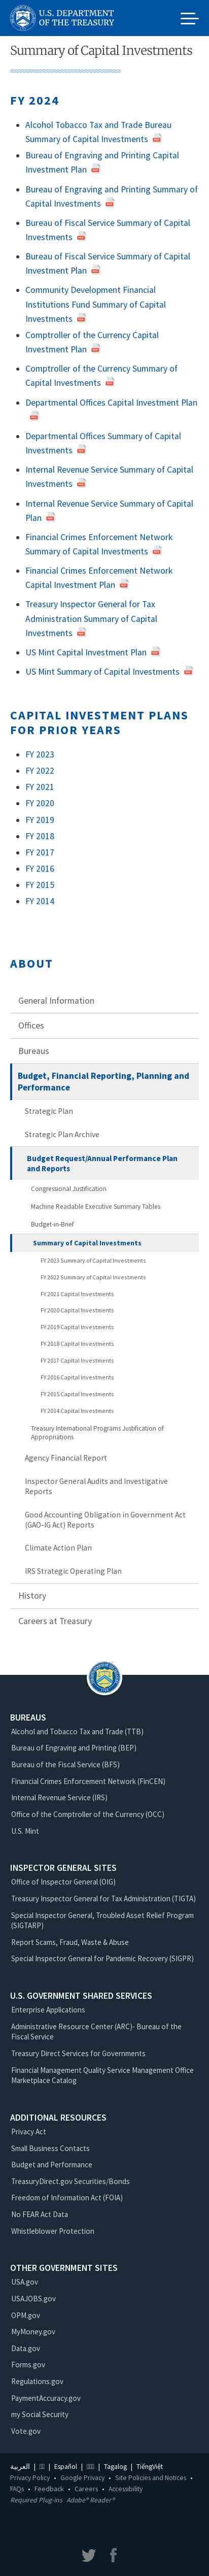 U.S. DEPARTMENT
OF THE TREASURY
Summary of Capital Investments
FY 2024
Alcohol Tobacco Tax and Trade Bureau
Summary of Capital Investments
Bureau of Engraving and Printing Capital
Investment Plan
Bureau of Engraving and Printing Summary of
Capital Investments
Bureau of Fiscal Service Summary of Capital
Investments
Bureau of Fiscal Service Summary of Capital
Investment Plan
Community Development Financial
Institutions Fund Summary of Capital
Investments
Comptroller of the Currency Capital
Investment Plan
Comptroller of the Currency Summary of
Capital Investments
Departmental Offices Capital Investment Plan
Departmental Offices Summary of Capital
Investments
Internal Revenue Service Summary of Capital
Investments
Internal Revenue Service Summary of Capital
Plan
Financial Crimes Enforcement Network
Summary of Capital Investments
Financial Crimes Enforcement Network
Capital Investment Plan
Treasury Inspector General for Tax
Administration Summary of Capital
Investments
US Mint Capital Investment Plan
US Mint Summary of Capital Investments
CAPITAL INVESTMENT PLANS
FOR PRIOR YEARS
FY 2023
FY 2022
FY 2021
FY 2020
FY 2019
FY 2018
FY 2017
FY 2016
FY 2015
FY 2014
ABOUT
General Information
Offices
Bureaus
Budget, Financial Reporting, Planning and
Performance
Strategic Plan
Strategic Plan Archive
Budget Request/Annual Performance Plan
and Reports
Congressional Justification
Machine Readable Executive Summary Tables
Budget-in-Brief
Summary of Capital Investments
FY 2023 Summary of Capital Investments
FY 2022 Summary of Capital Investments
FY 2021 Capital Investments
FY 2020 Capital Investments
FY 2019 Capital Investments
FY 2018 Capital Investments
FY 2017 Capital Investments
FY 2016 Capital Investments
FY 2015 Capital Investments
FY 2014 Capital Investments
Treasury International Programs Justification of
Appropriations
Agency Financial Report
Inspector General Audits and Investigative
Reports
Good Accounting Obligation in Government Act
(GAO-IG Act) Reports
Climate Action Plan
IRS Strategic Operating Plan
History
Careers at Treasury
BUREAUS
Alcohol and Tobacco Tax and Trade (TTB)
Bureau of Engraving and Printing (BEP)
Bureau of the Fiscal Service (BFS)
Financial Crimes Enforcement Network (FinCEN)
Internal Revenue Service (IRS)
Office of the Comptroller of the Currency (OCC)
U.S. Mint
INSPECTOR GENERAL SITES
Office of Inspector General (OIG)
Treasury Inspector General for Tax Administration (TIGTA)
Special Inspector General, Troubled Asset Relief Program
(SIGTARP)
Report Scams, Fraud, Waste & Abuse
Special Inspector General for Pandemic Recovery (SIGPR)
U.S. GOVERNMENT SHARED SERVICES
Enterprise Applications
Administrative Resource Center (ARC)- Bureau of the
Fiscal Service
Treasury Direct Services for Governments
Financial Management Quality Service Management Office
Marketplace Catalog
ADDITIONAL RESOURCES
Privacy Act
Small Business Contacts
Budget and Performance
TreasuryDirect.gov Securities/Bonds
Freedom of Information Act (FOIA)
No FEAR Act Data
Whistleblower Protection
OTHER GOVERNMENT SITES
USA.gov
USAJOBS.gov
OPM.gov
MyMoney.gov
Data.gov
Forms.gov
Regulations.gov
PaymentAccuracy.gov
my Social Security
Vote.gov
العربية | | Español | | Tagalog | TiếngViệt
Privacy Policy • Google Privacy • Site Policies and Notices •
FAQs • Feedback • Careers • Accessibility
Required Plug-ins Adobe® Reader®